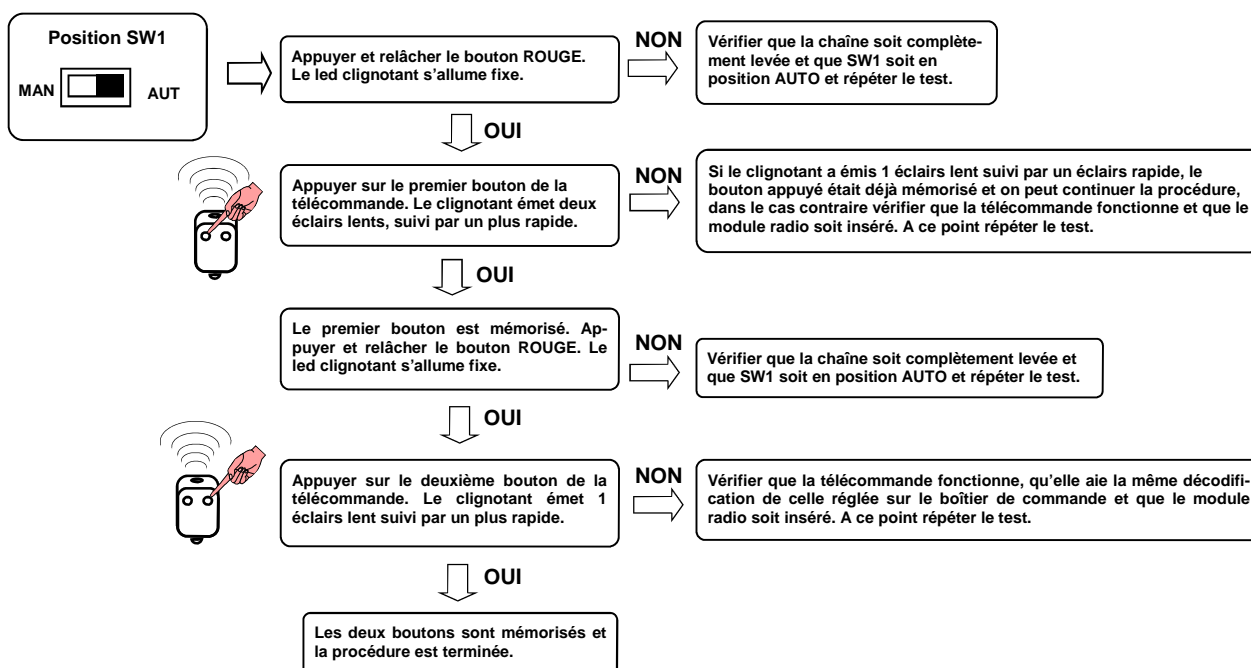 Position SW1
MAN
AUT
Appuyer et relâcher le bouton ROUGE.
Le led clignotant s’allume fixe.
NON
Vérifier que la chaîne soit complète-
ment levée et que SW1 soit en
position AUTO et répéter le test.
OUI
Appuyer sur le premier bouton de la
télécommande. Le clignotant émet deux
éclairs lents, suivi par un plus rapide.
NON
Si le clignotant a émis 1 éclairs lent suivi par un éclairs rapide, le
bouton appuyé était déjà mémorisé et on peut continuer la procédure,
dans le cas contraire vérifier que la télécommande fonctionne et que le
module radio soit inséré. A ce point répéter le test.
OUI
Le premier bouton est mémorisé. Ap-
puyer et relâcher le bouton ROUGE. Le
led clignotant s’allume fixe.
NON
Vérifier que la chaîne soit complètement levée et
que SW1 soit en position AUTO et répéter le test.
OUI
Appuyer sur le deuxième bouton de la
télécommande. Le clignotant émet 1
éclairs lent suivi par un plus rapide.
NON
Vérifier que la télécommande fonctionne, qu’elle aie la même décodifi-
cation de celle réglée sur le boîtier de commande et que le module
radio soit inséré. A ce point répéter le test.
OUI
Les deux boutons sont mémorisés et
la procédure est terminée.